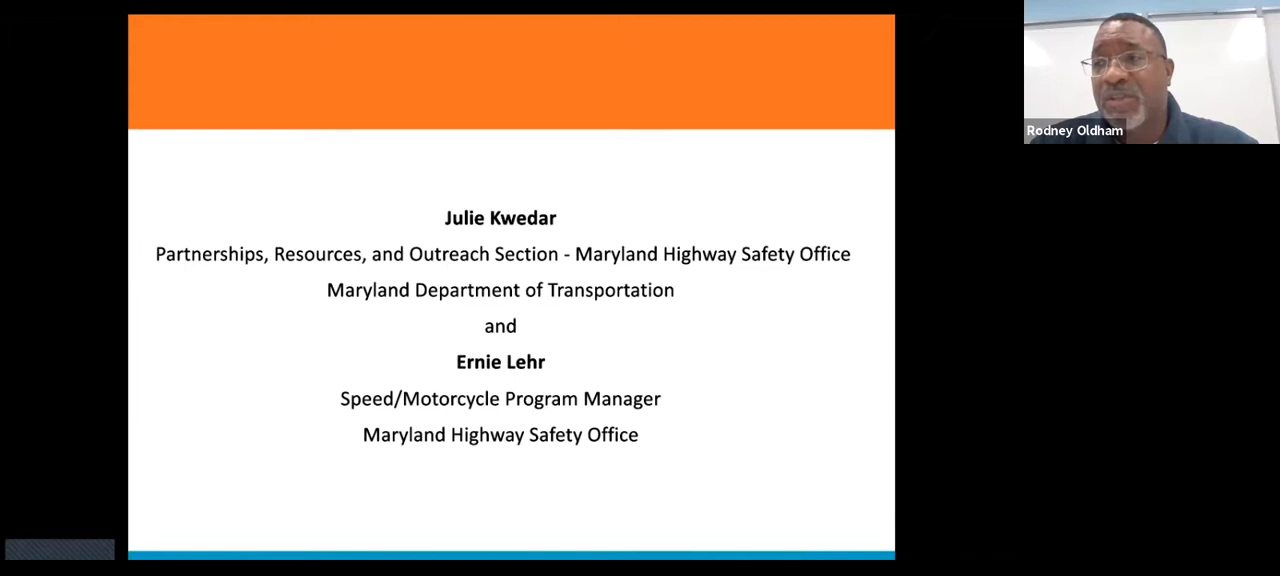 Julie Kwedar
Partnerships, Resources, and Outreach Section - Maryland Highway Safety Office
Maryland Department of Transportation
and
Ernie Lehr
Speed/Motorcycle Program Manager
Maryland Highway Safety Office
Rodney Oldham